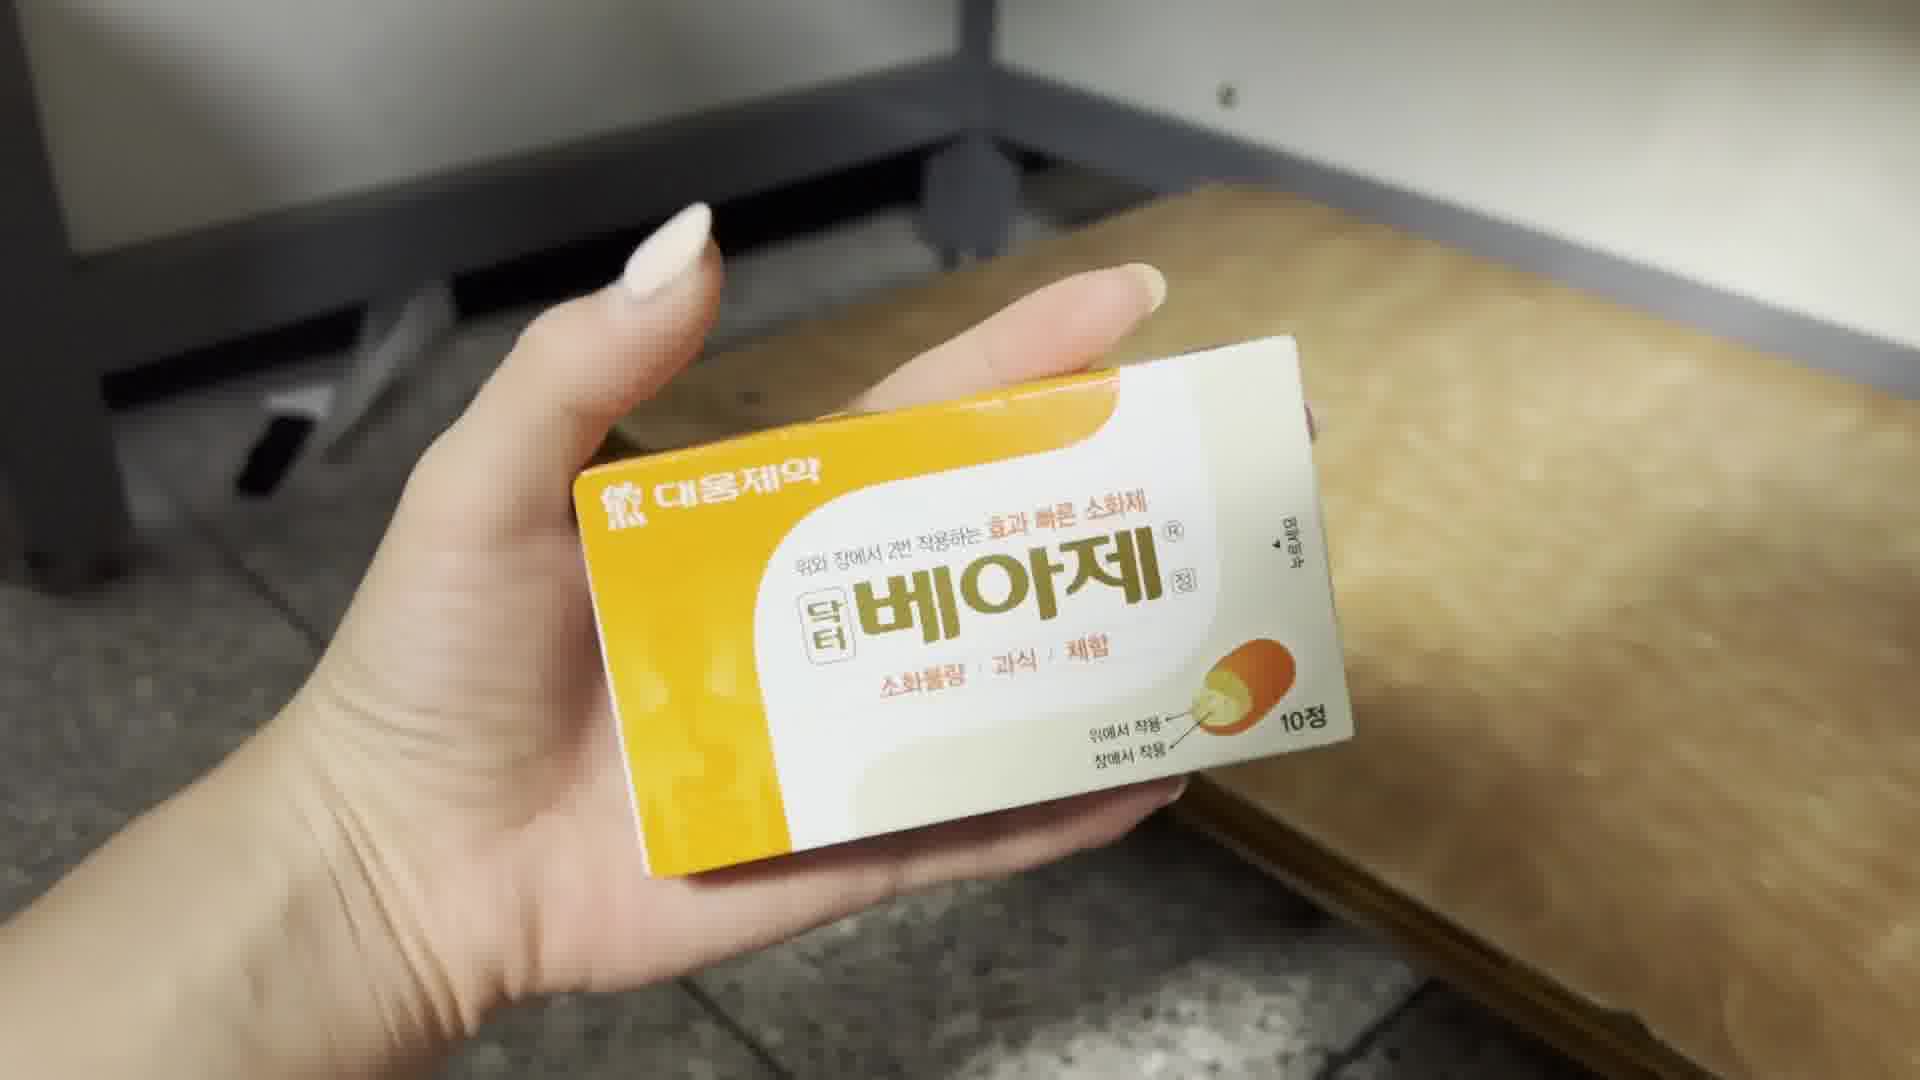 대웅제약
위와 장에서 2번 작용하는 효과 빠른 소화제
닥터 베아제® 정
소화불량 / 과식 / 체함
위에서 작용
장에서 작용
10정